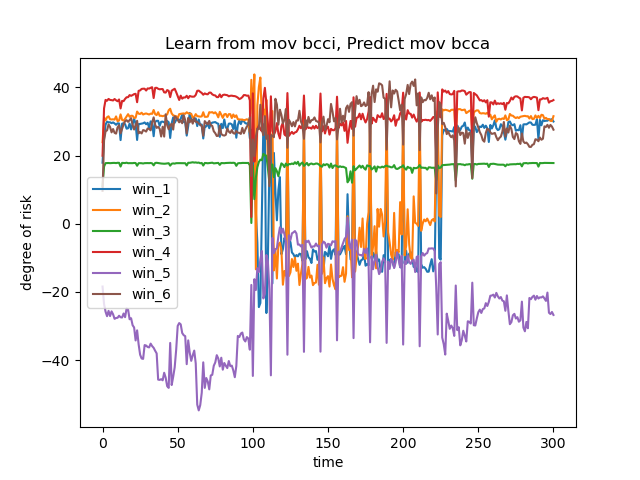 Learn from mov bcci, Predict mov bcca
degree of risk
40
20
0
−20
−40
win_1
win_2
win_3
win_4
win_5
win_6
0 50 100 150 200 250 300
time